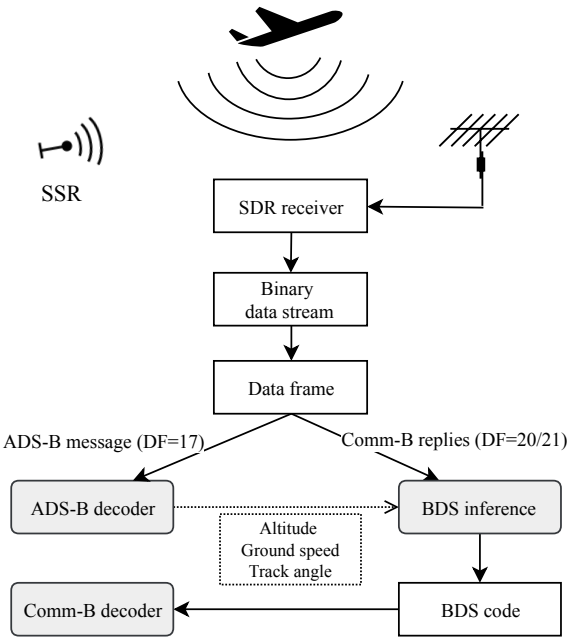 SSR
SDR receiver
Binary
data stream
Data frame
ADS-B message (DF=17)
Comm-B replies (DF=20/21)
ADS-B decoder
BDS inference
Altitude
Ground speed
Track angle
Comm-B decoder
BDS code